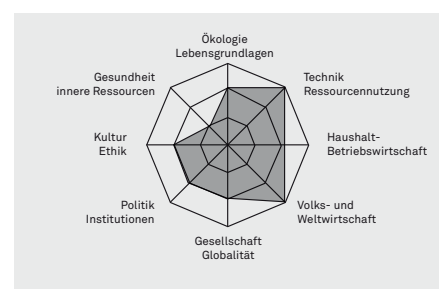 Ökologie
Lebensgrundlagen
Gesundheit
innere Ressourcen
Technik
Ressourcennutzung
Kultur
Ethik
Haushalt-
Betriebswirtschaft
Politik
Institutionen
Volks- und
Weltwirtschaft
Gesellschaft
Globalität